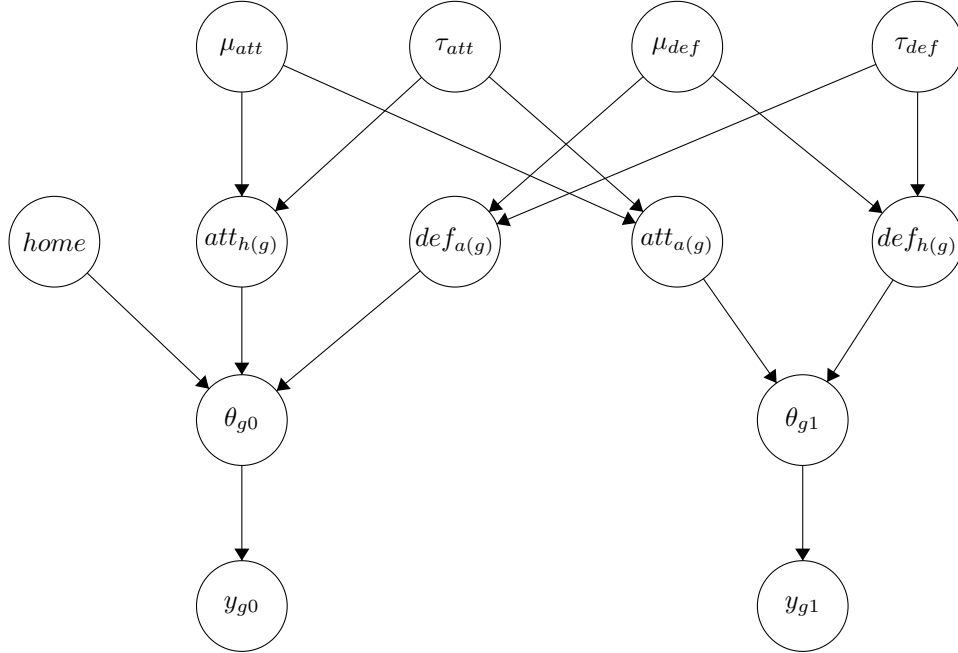 μ_att τ_att μ_def τ_def
home att_h(g) def_a(g) att_a(g) def_h(g)
θ_g0 θ_g1
y_g0 y_g1